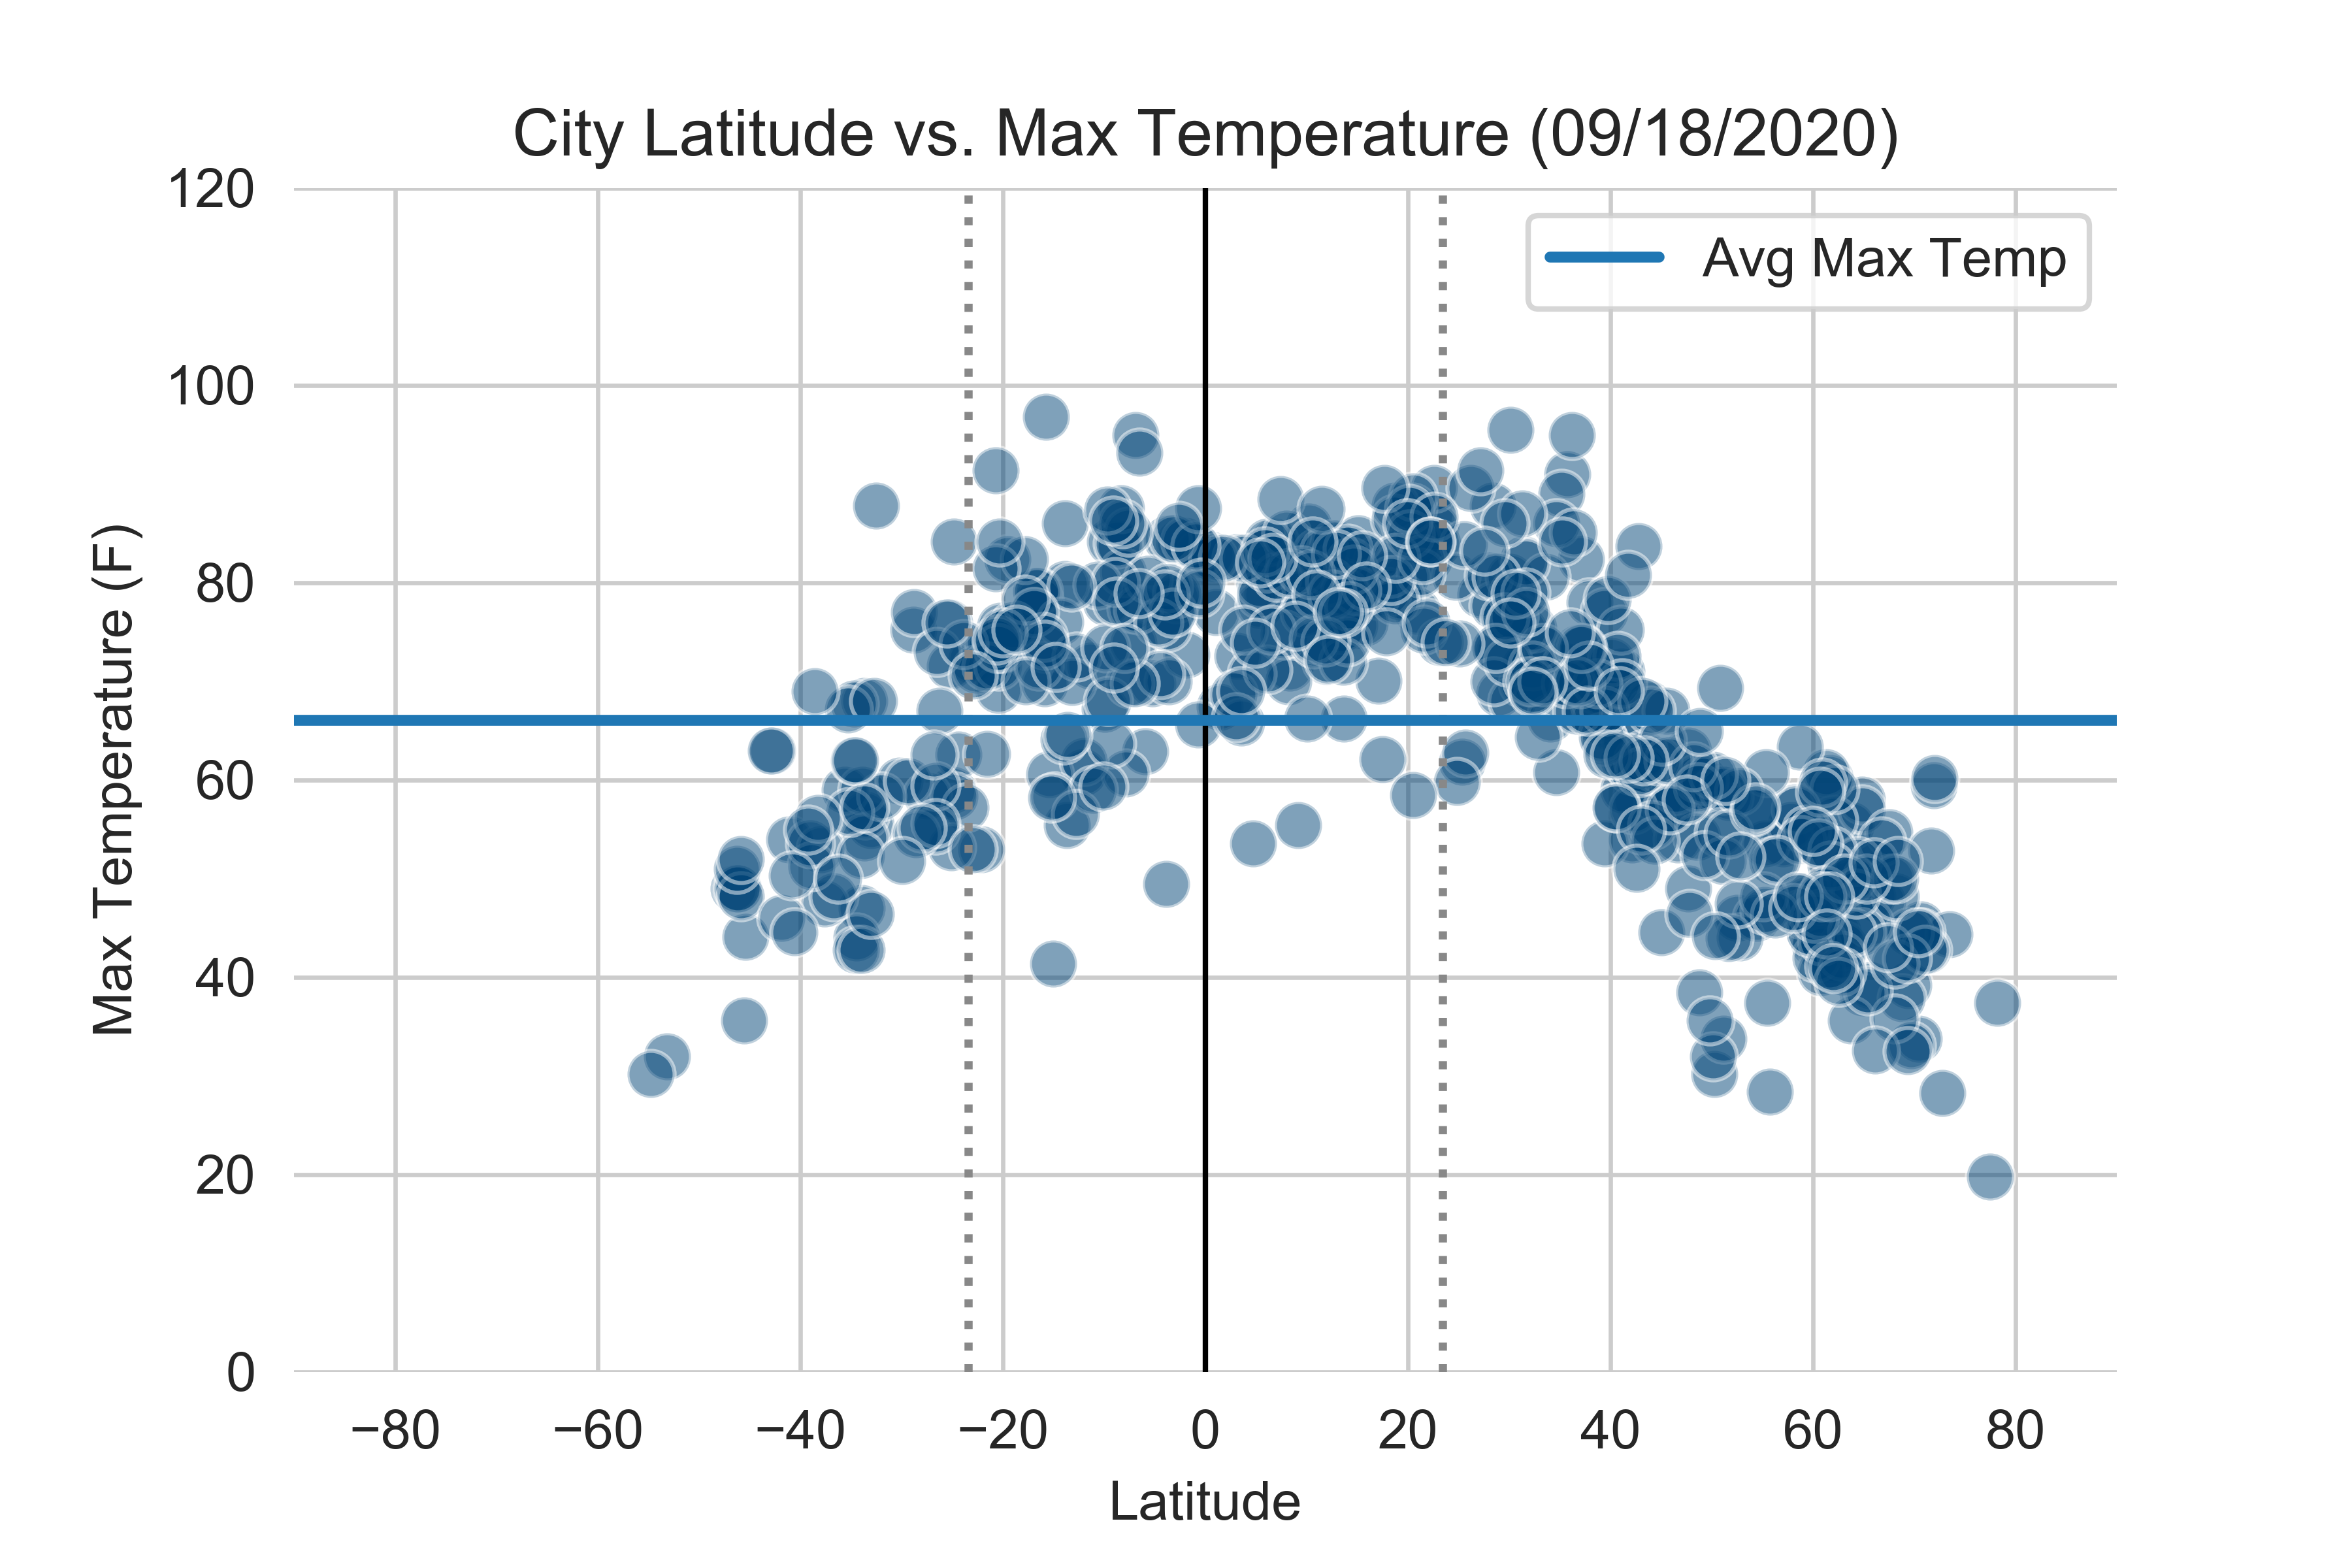 City Latitude vs. Max Temperature (09/18/2020)
120
Avg Max Temp
100
80
60
40
20
0
Max Temperature (F)
−80 −60 −40 −20 0 20 40 60 80
Latitude